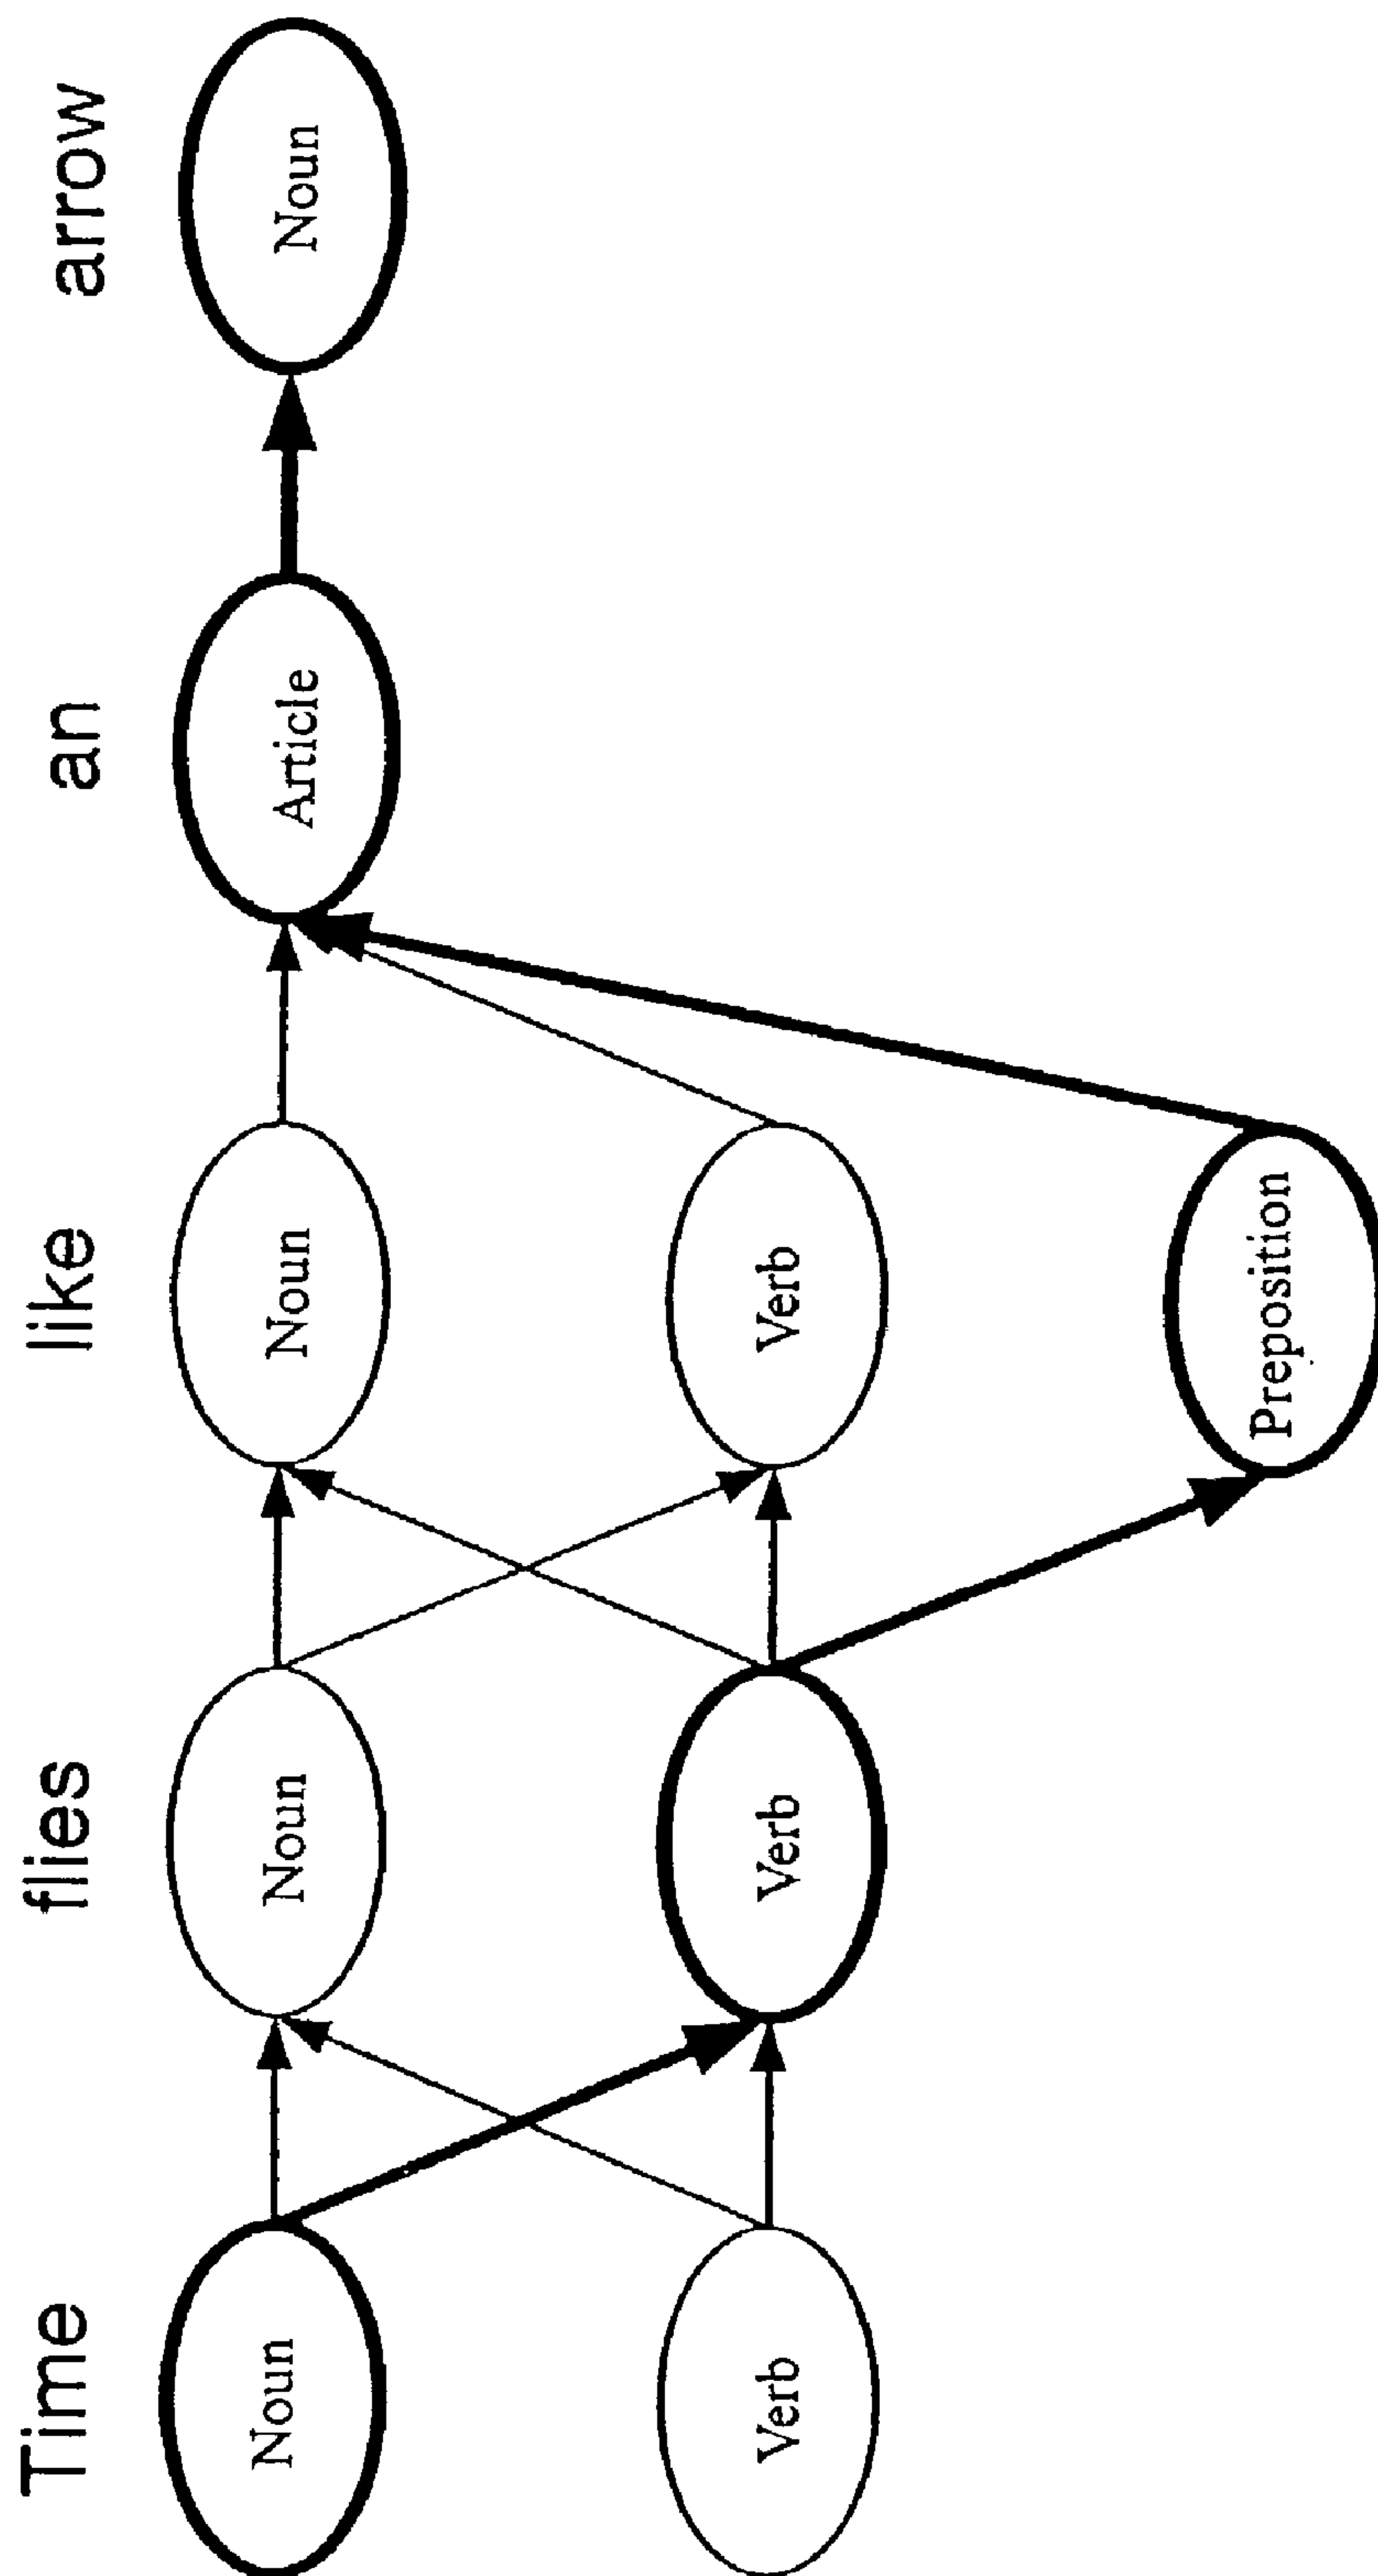 Time flies like an arrow
Noun Noun Noun Article Noun
Verb Verb Verb
Preposition